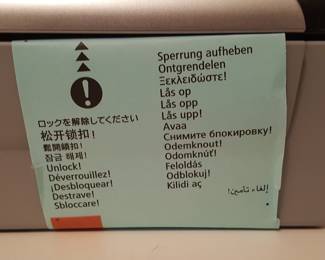 ロックを解除してください
松开锁扣!
鬆開鎖扣!
잠금 해제!
Unlock!
Déverrouillez!
¡Desbloquear!
Destrave!
Sbloccare!
Sperrung aufheben
Ontgrendelen
Ξεκλειδώστε!
Lås op
Lås opp
Lås upp!
Avaa
Снимите блокировку!
Odemknout!
Odomknúť!
Feloldás
Odblokuj!
Kilidi aç
إلغاء تأمين!